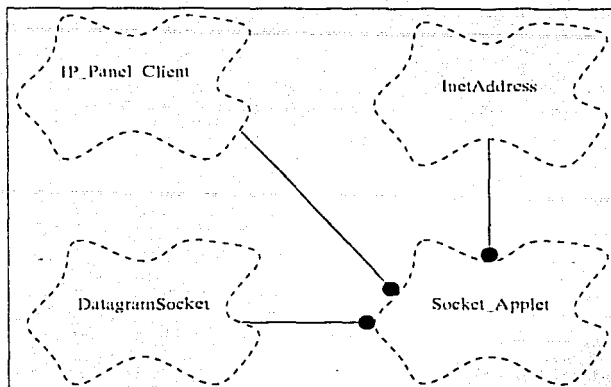 IP_Panel_Client
InetAddress
DatagramSocket
Socket_Applet